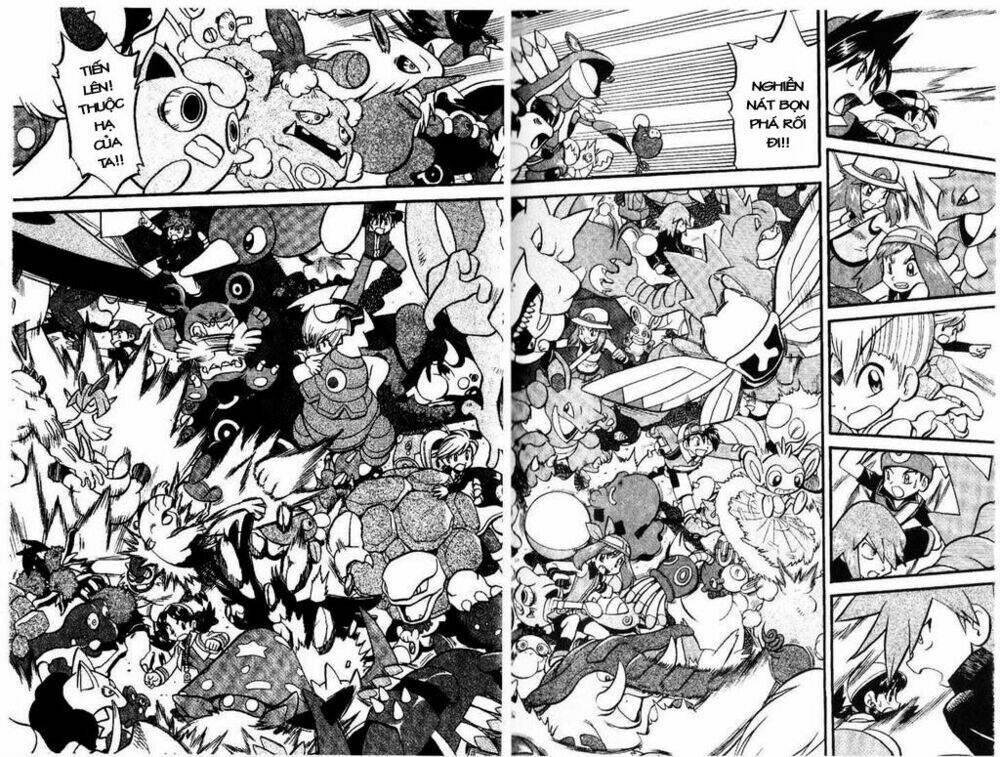 NGHIỀN
NÁT BỌN
PHÁ RỐI
ĐI!!
TIẾN
LÊN!
THUỘC
HẠ
CỦA
TA!!